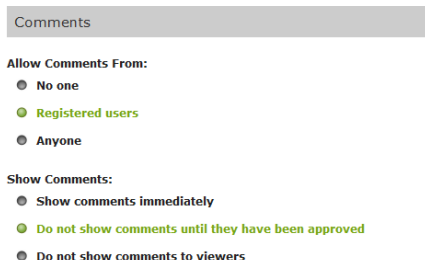 Comments
Allow Comments From:
No one
Registered users
Anyone
Show Comments:
Show comments immediately
Do not show comments until they have been approved
Do not show comments to viewers